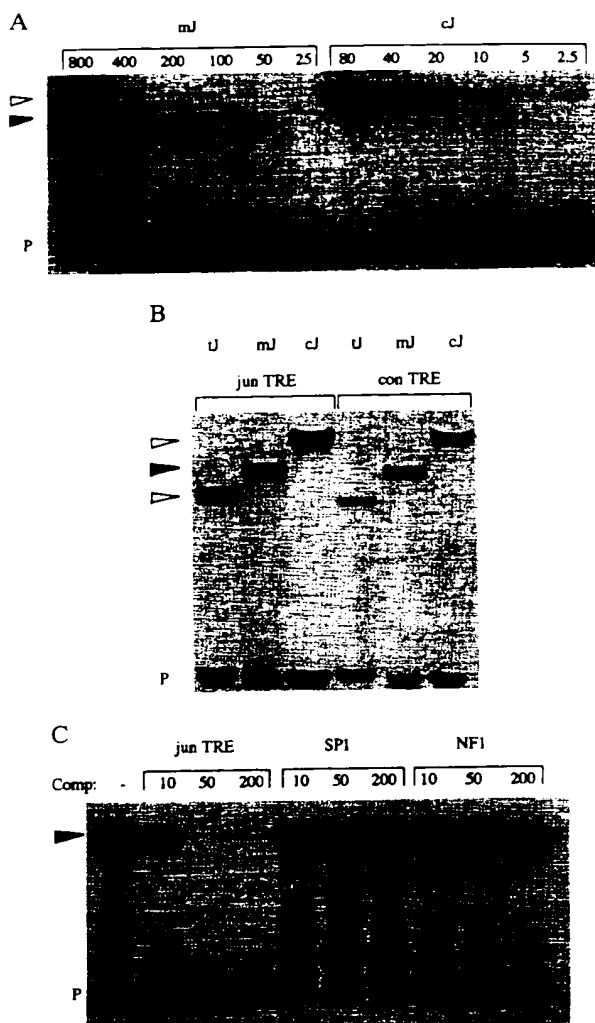 A
mJ cJ
800 400 200 100 50 25 80 40 20 10 5 2.5
P
B
tJ mJ cJ tJ mJ cJ
jun TRE con TRE
P
C
jun TRE SP1 NF1
Comp: - 10 50 200 10 50 200 10 50 200
P